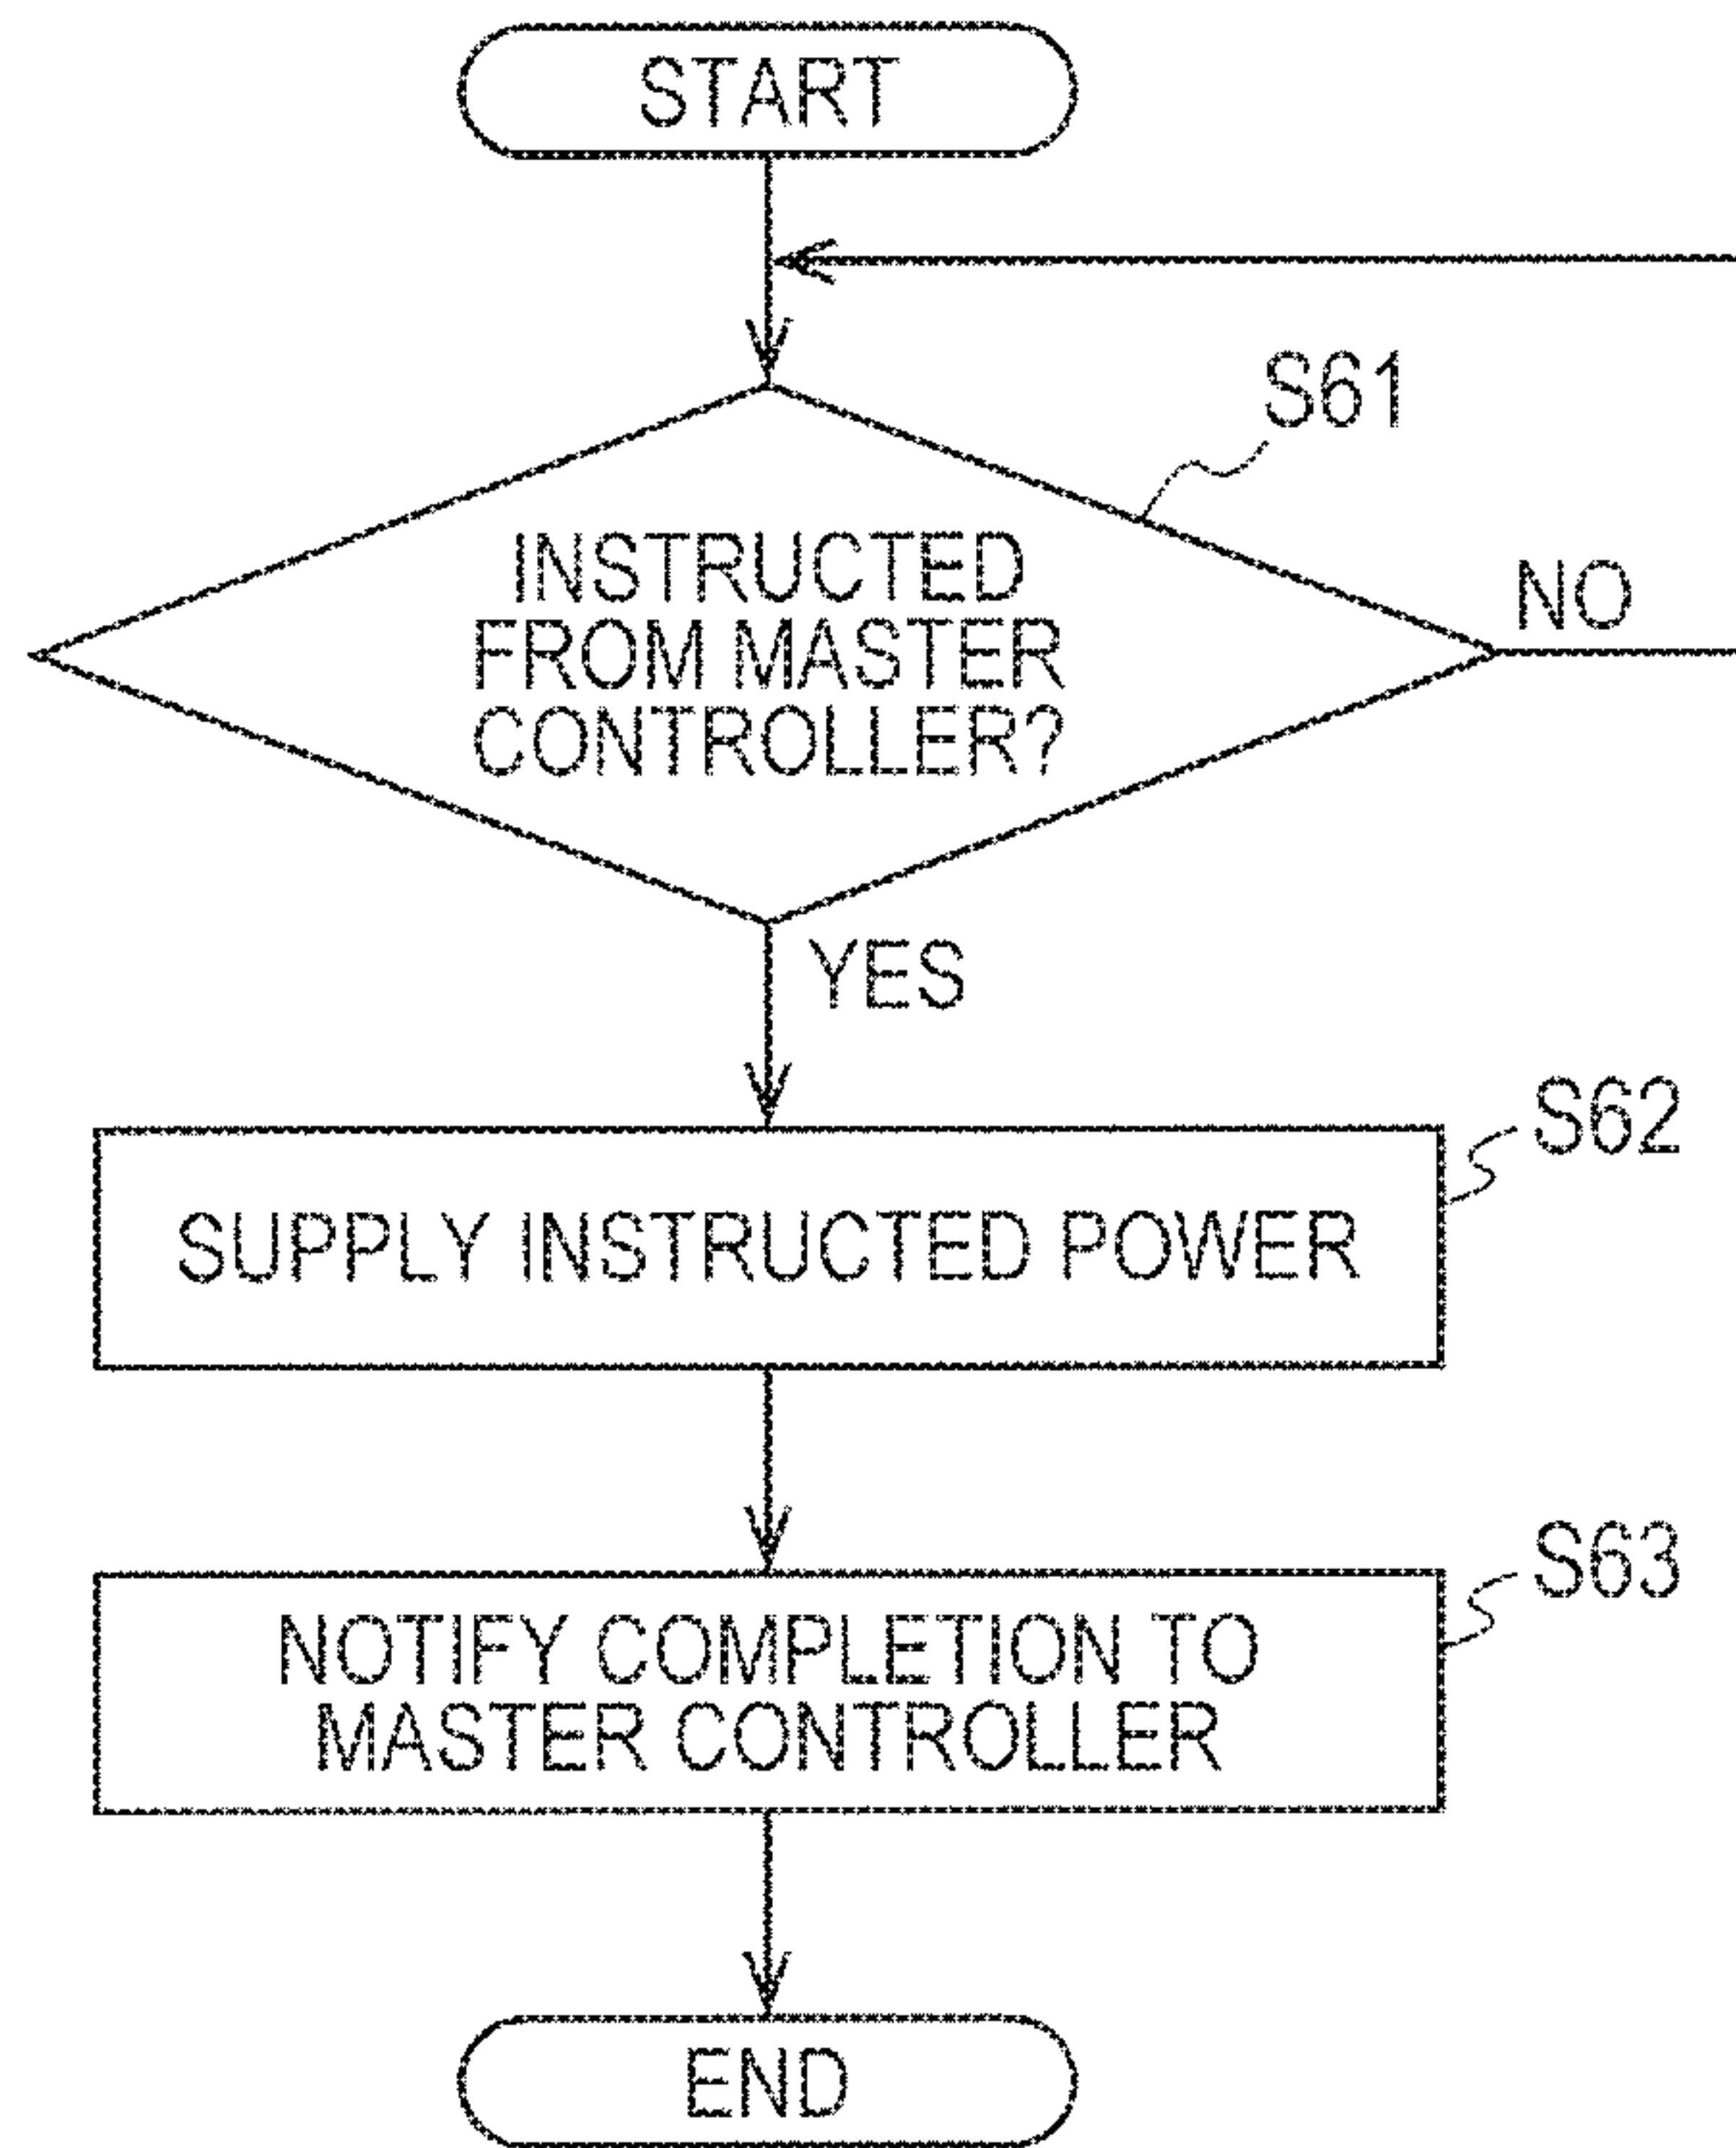 START
S61
INSTRUCTED
FROM MASTER
CONTROLLER?
NO
YES
S62
SUPPLY INSTRUCTED POWER
S63
NOTIFY COMPLETION TO
MASTER CONTROLLER
END